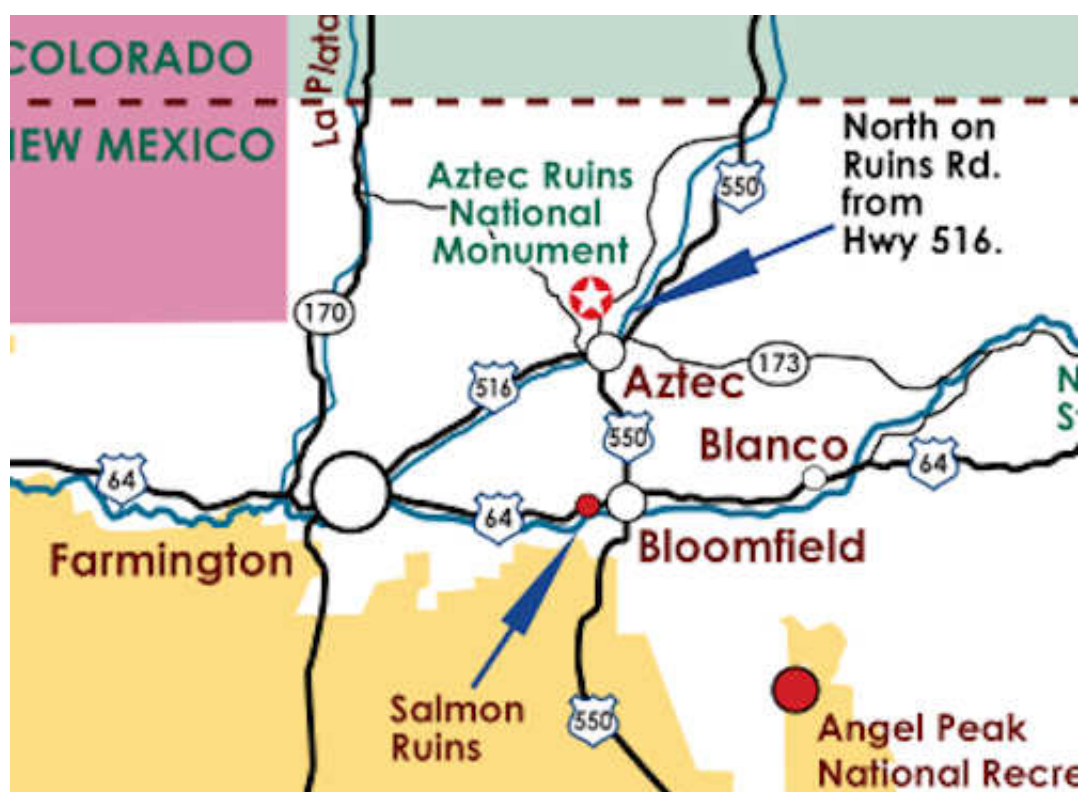 COLORADO
NEW MEXICO
La Plata
Aztec Ruins
National
Monument
550
North on
Ruins Rd.
from
Hwy 516.
170
516
Aztec
173
N
S
550
Blanco
64
64
64
Farmington
Bloomfield
Salmon
Ruins
550
Angel Peak
National Recre